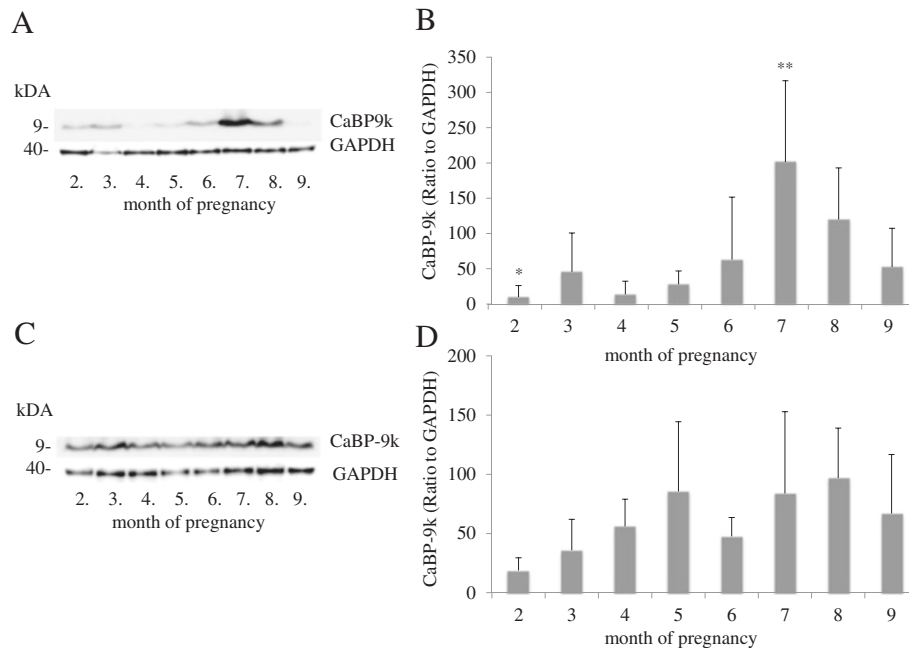 A
kDA
9-
CaBP9k
40-
GAPDH
2. 3. 4. 5. 6. 7. 8. 9.
month of pregnancy
B
CaBP-9k (Ratio to GAPDH)
350
300
250
200
150
100
50
0
*
**
2 3 4 5 6 7 8 9
month of pregnancy
C
kDA
9-
CaBP-9k
40-
GAPDH
2. 3. 4. 5. 6. 7. 8. 9.
month of pregnancy
D
CaBP-9k (Ratio to GAPDH)
200
150
100
50
0
2 3 4 5 6 7 8 9
month of pregnancy